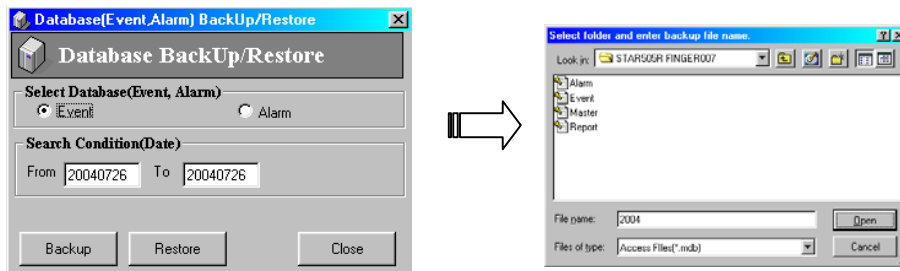 Database(Event,Alarm) BackUp/Restore
Database BackUp/Restore
Select Database(Event, Alarm)
Event
Alarm
Search Condition(Date)
From 20040726 To 20040726
Backup Restore Close
Select folder and enter backup file name.
Look in: STAR505R FINGER007
Alarm
Event
Master
Report
File name: 2004 Open
Files of type: Access FIles(*.mdb) Cancel